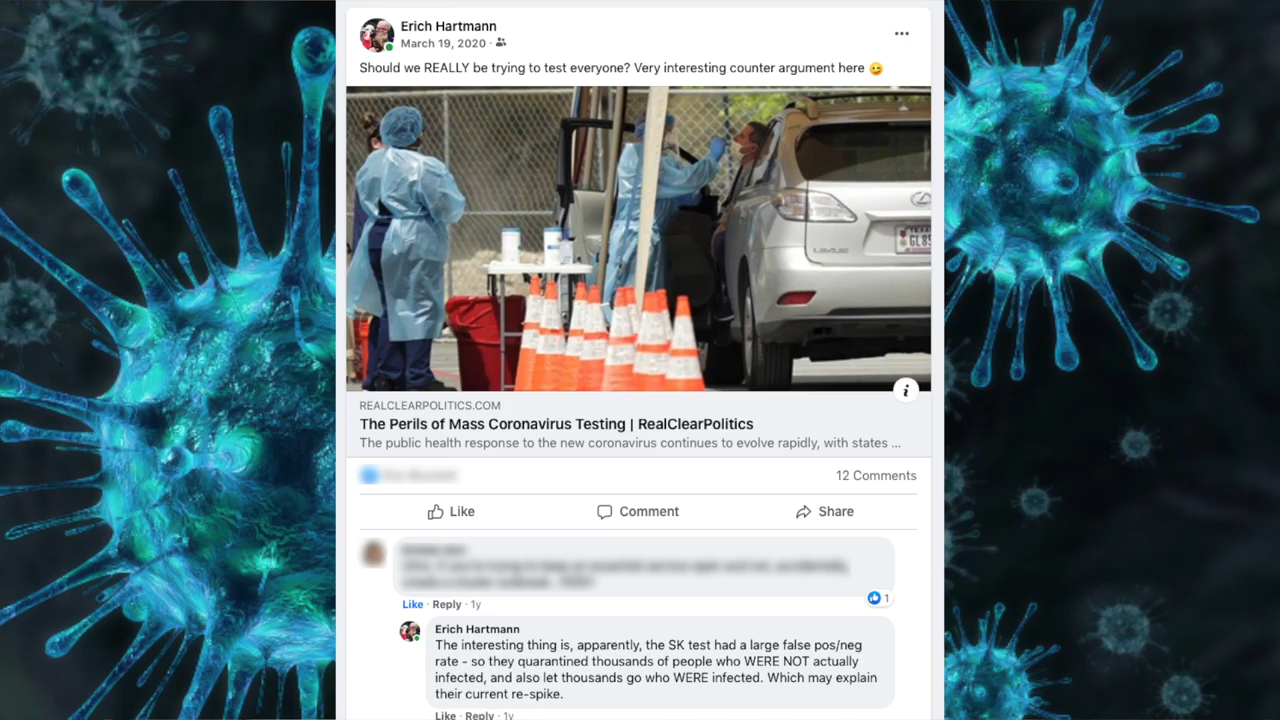 Erich Hartmann
March 19, 2020 ·
Should we REALLY be trying to test everyone? Very interesting counter argument here 😅
LEXUS
TEXAS
REALCLEARPOLITICS.COM
The Perils of Mass Coronavirus Testing | RealClearPolitics
The public health response to the new coronavirus continues to evolve rapidly, with states ...
12 Comments
Like Comment Share
Like · Reply · 1y
1
Erich Hartmann
The interesting thing is, apparently, the SK test had a large false pos/neg
rate - so they quarantined thousands of people who WERE NOT actually
infected, and also let thousands go who WERE infected. Which may explain
their current re-spike.
Like · Reply · 1y